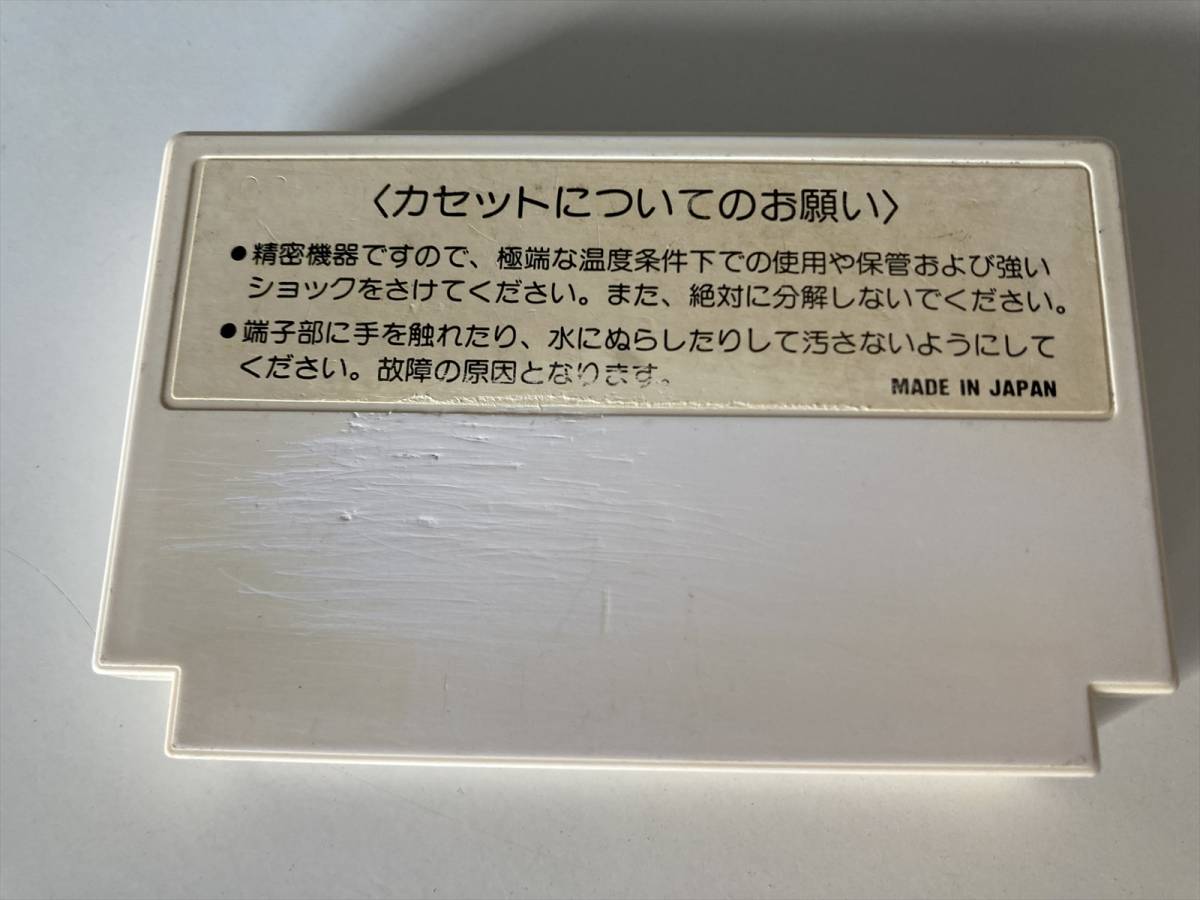 〈カセットについてのお願い〉
●精密機器ですので、極端な温度条件下での使用や保管および強い
ショックをさけてください。また、絶対に分解しないでください。
●端子部に手を触れたり、水にぬらしたりして汚さないようにして
ください。故障の原因となります。
MADE IN JAPAN